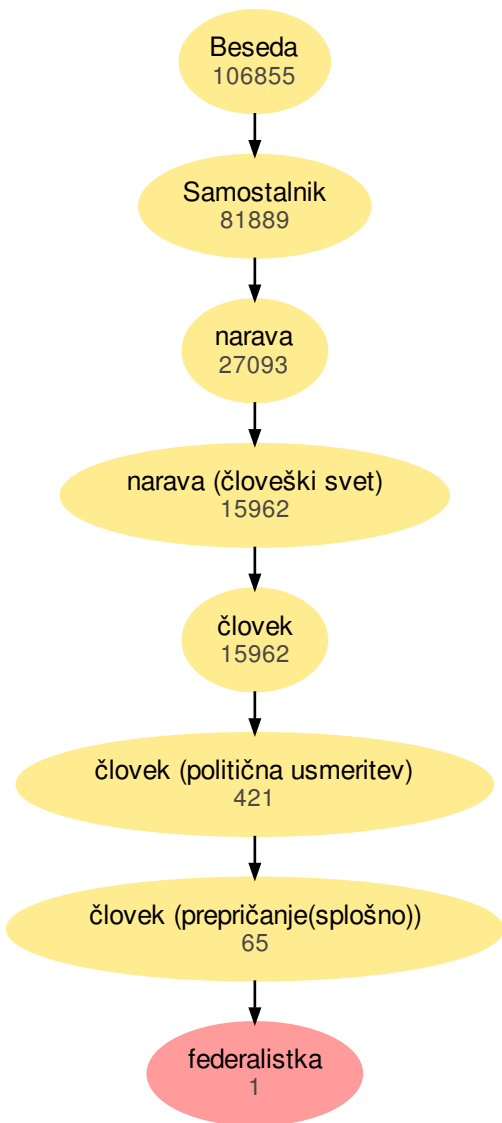 Beseda
106855
Samostalnik
81889
narava
27093
narava (človeški svet)
15962
človek
15962
človek (politična usmeritev)
421
človek (prepričanje(splošno))
65
federalistka
1